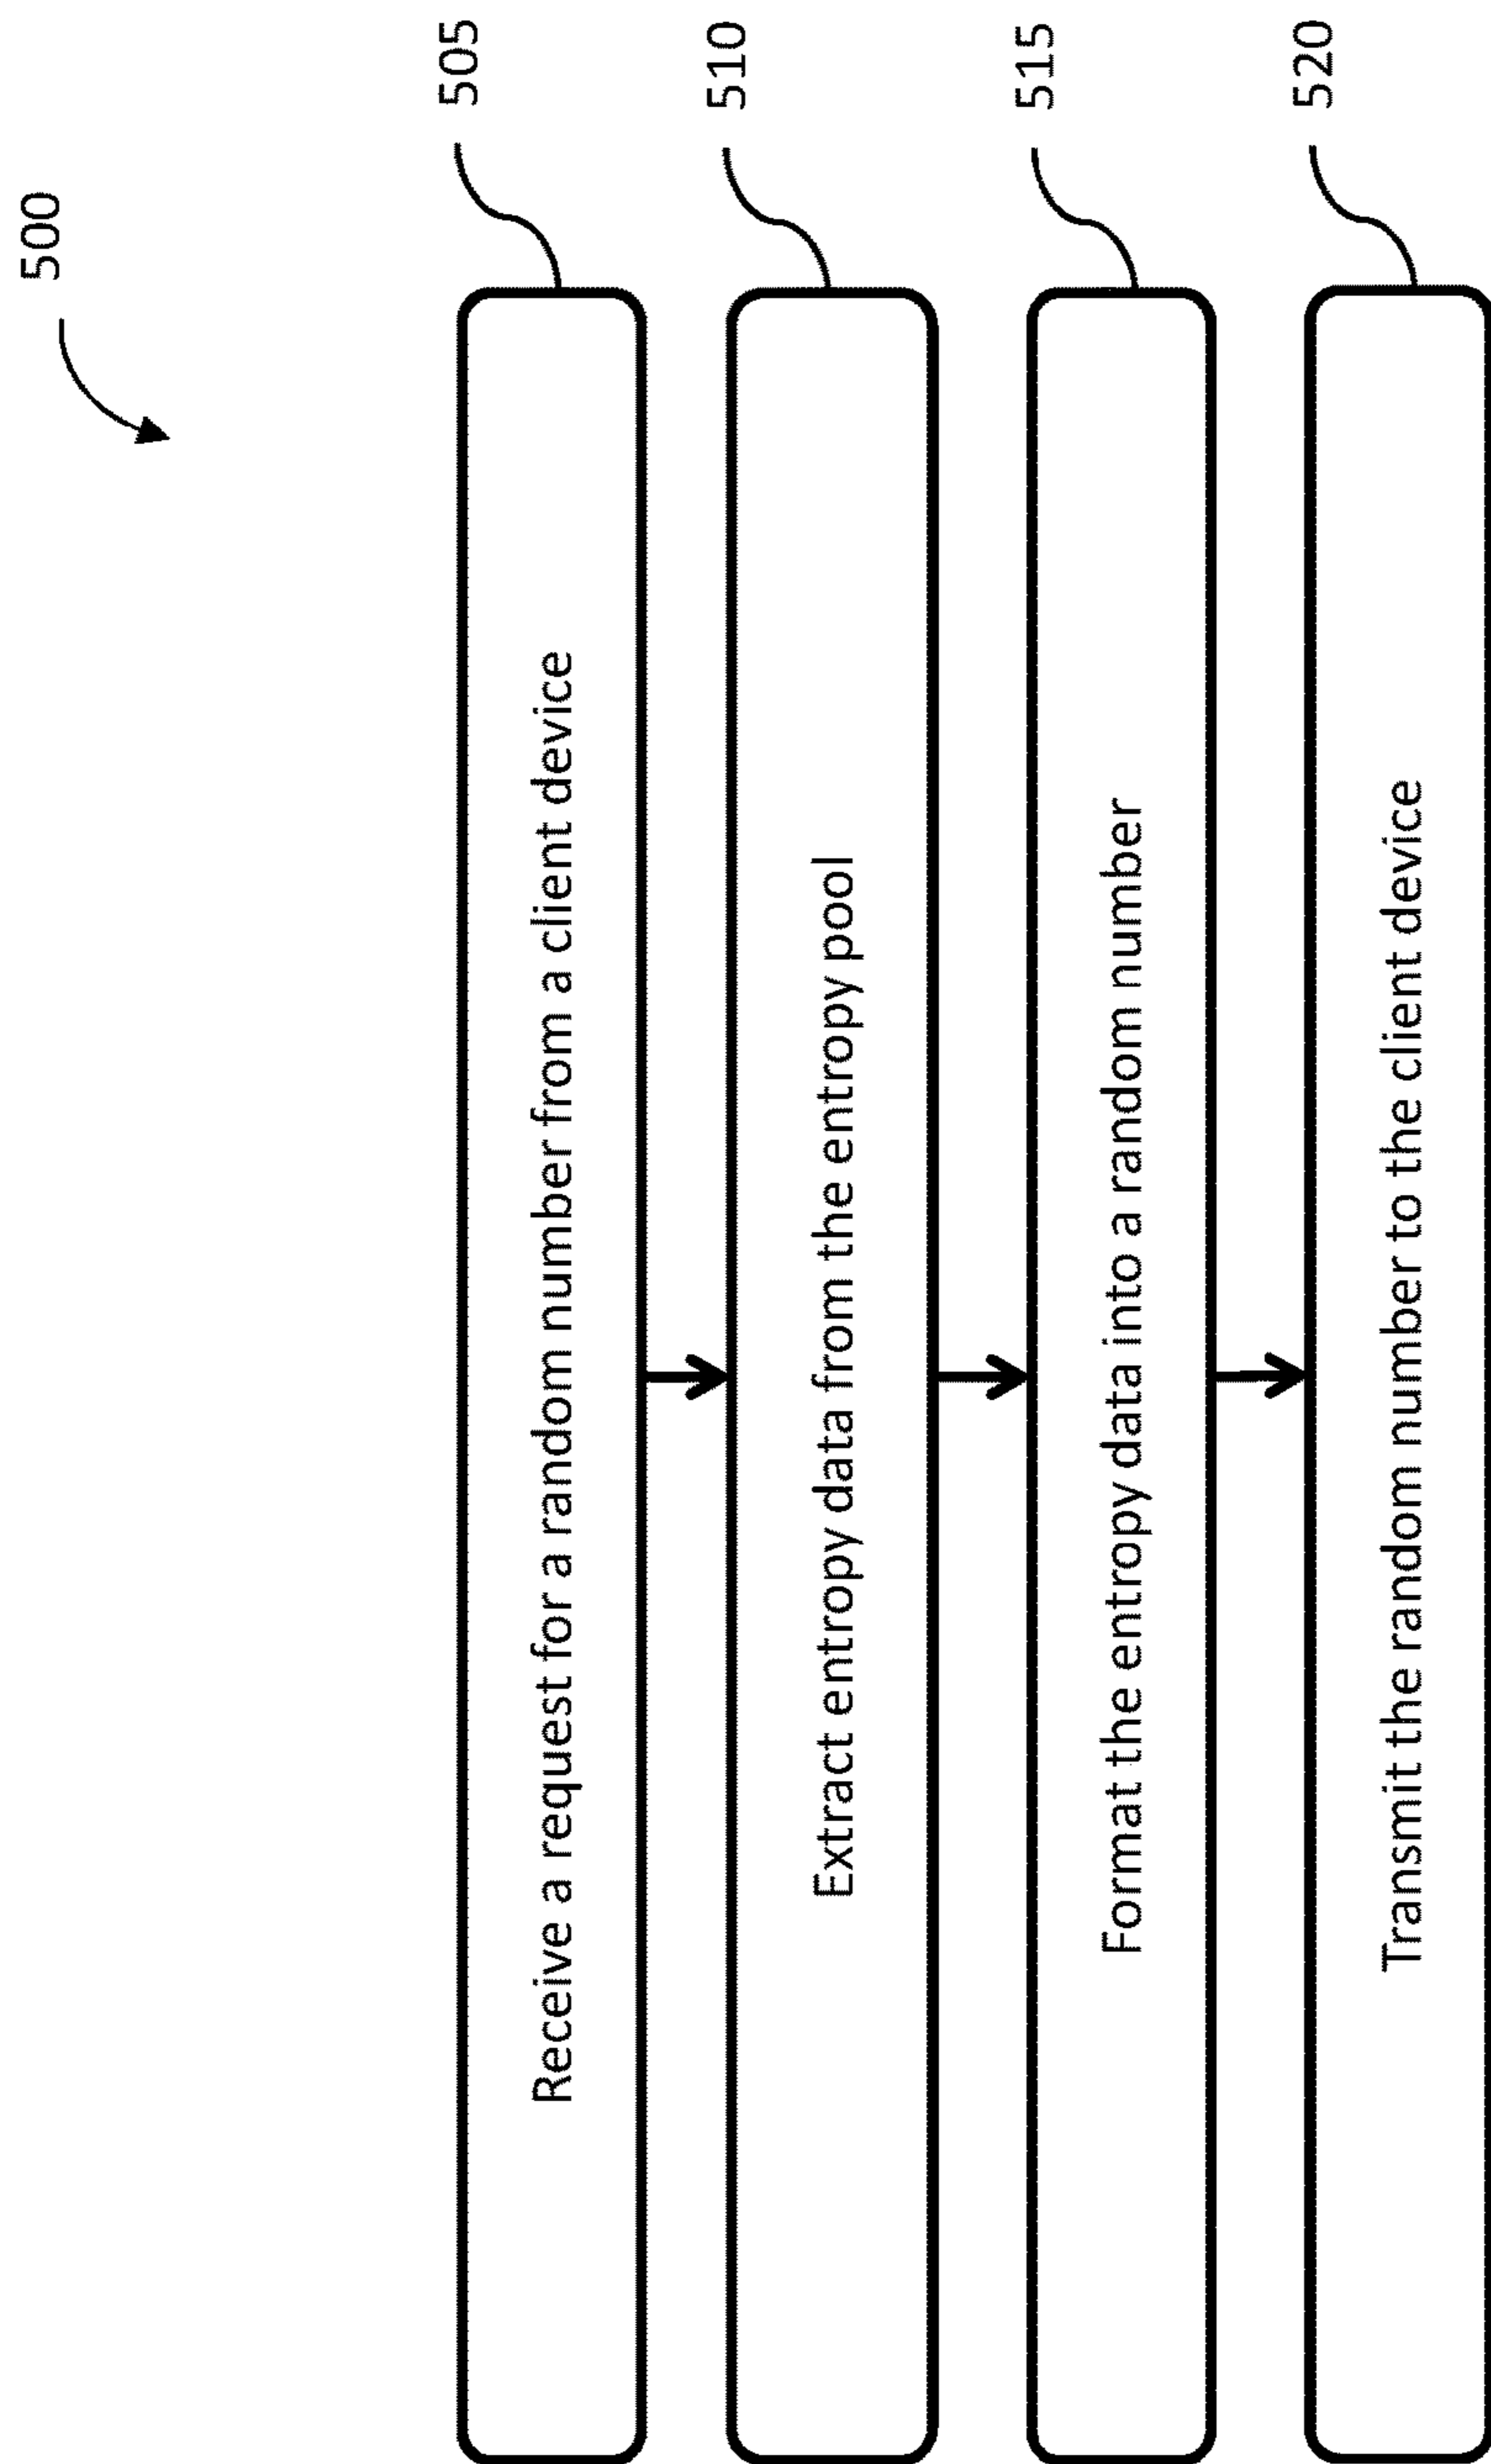 500
Receive a request for a random number from a client device
505
Extract entropy data from the entropy pool
510
Format the entropy data into a random number
515
Transmit the random number to the client device
520